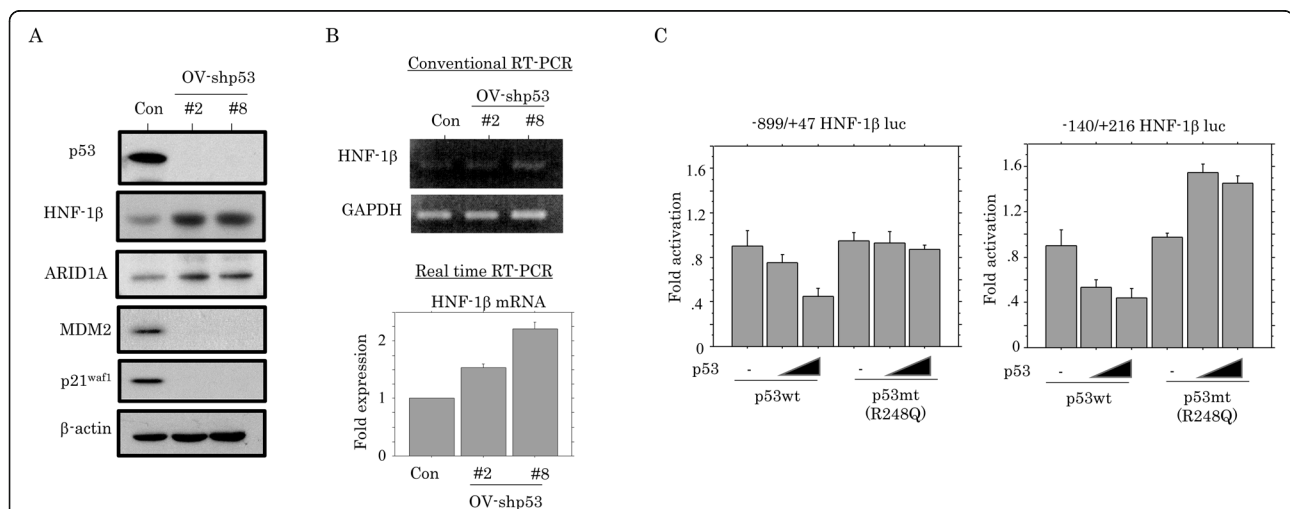 A
OV-shp53
Con #2 #8
p53
HNF-1β
ARID1A
MDM2
p21waf1
β-actin
B
Conventional RT-PCR
OV-shp53
Con #2 #8
HNF-1β
GAPDH
Real time RT-PCR
HNF-1β mRNA
Fold expression
2
1
0
Con #2 #8
OV-shp53
C
-899/+47 HNF-1β luc
Fold activation
1.6
1.2
.8
.4
0
p53 - -
p53wt p53mt
(R248Q)
-140/+216 HNF-1β luc
Fold activation
1.6
1.2
.8
.4
0
p53 - -
p53wt p53mt
(R248Q)